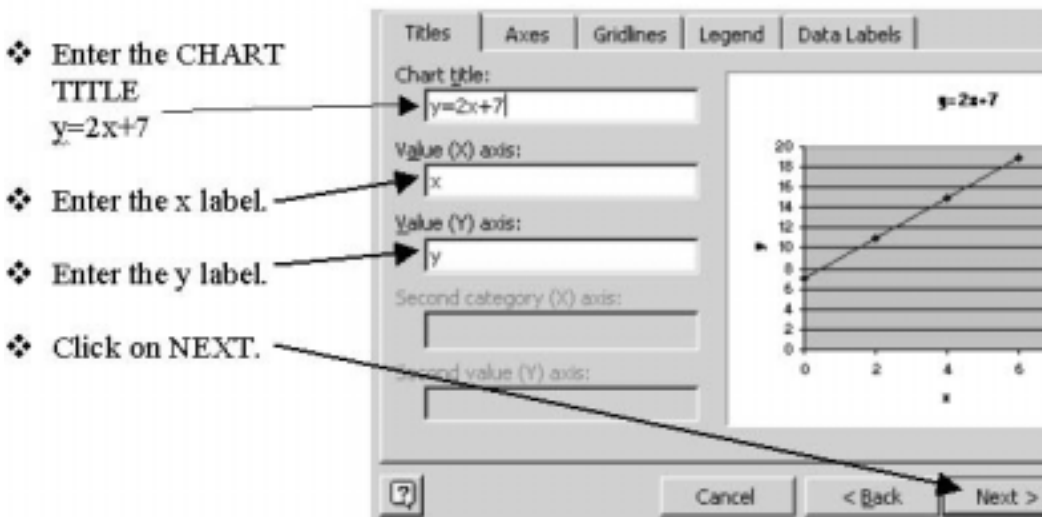 ❖ Enter the CHART
TITLE
y=2x+7
❖ Enter the x label.
❖ Enter the y label.
❖ Click on NEXT.
Titles
Axes
Gridlines
Legend
Data Labels
Chart title:
y=2x+7
Value (X) axis:
x
Value (Y) axis:
y
Second category (X) axis:
Second value (Y) axis:
y=2x+7
20
18
16
14
12
10
8
6
4
2
0
y
0 2 4 6
x
?
Cancel
< Back
Next >